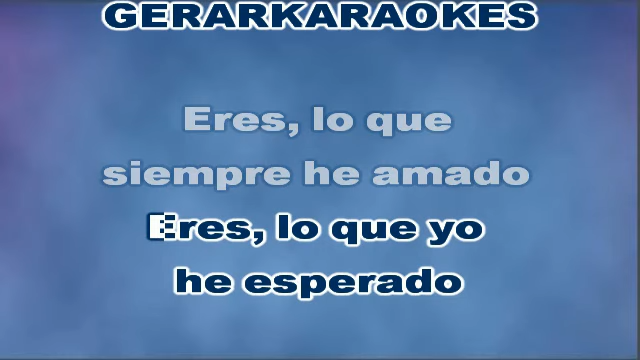 GERARKARAOKES
Eres, lo que
siempre he amado
Eres, lo que yo
he esperado